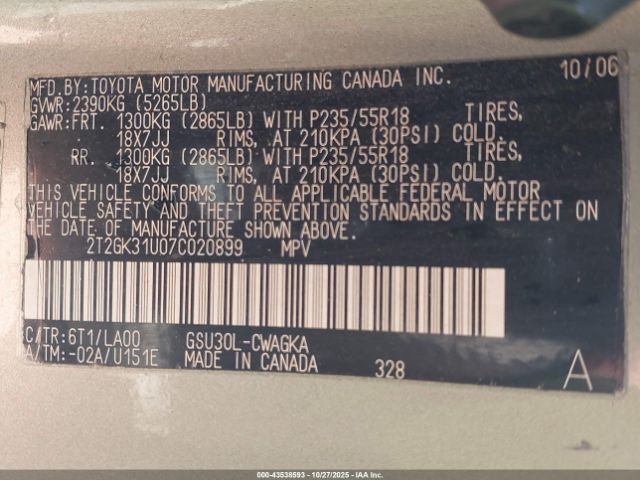 MFD.BY:TOYOTA MOTOR MANUFACTURING CANADA INC. 10/06
GVWR:2390KG (5265LB)
GAWR:FRT. 1300KG (2865LB) WITH P235/55R18 TIRES,
18X7JJ RIMS, AT 210KPA (30PSI) COLD.
RR. 1300KG (2865LB) WITH P235/55R18 TIRES,
18X7JJ RIMS, AT 210KPA (30PSI) COLD.
THIS VEHICLE CONFORMS TO ALL APPLICABLE FEDERAL MOTOR
VEHICLE SAFETY AND THEFT PREVENTION STANDARDS IN EFFECT ON
THE DATE OF MANUFACTURE SHOWN ABOVE.
2T2GK31U07C020899 MPV
C/TR:6T1/LA00 GSU30L-CWAGKA
A/TM:-02A/U151E MADE IN CANADA 328 A
000-43538593 | 10/27/2025 - IAA Inc.